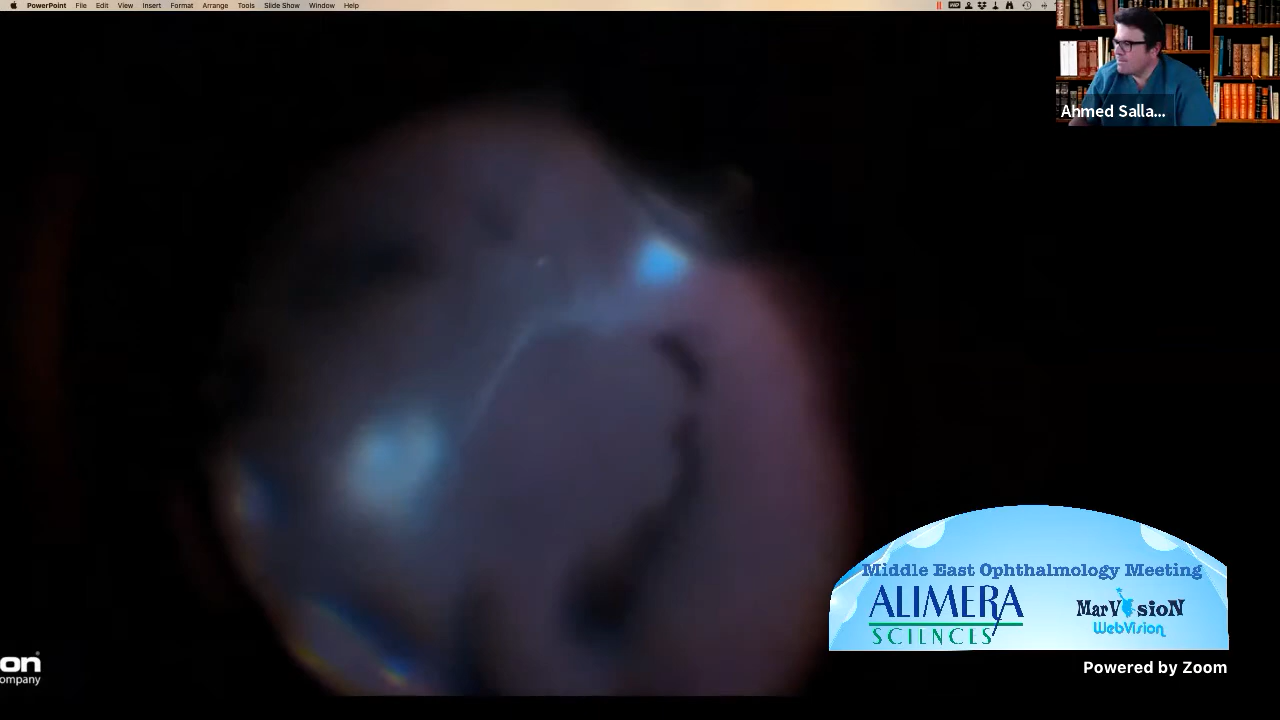 PowerPoint File Edit View Insert Format Arrange Tools Slide Show Window Help
Ahmed Salla...
Middle East Ophthalmology Meeting
ALIMERA
SCIENCES
MarVisioN
WebVision
on
ompany
Powered by Zoom